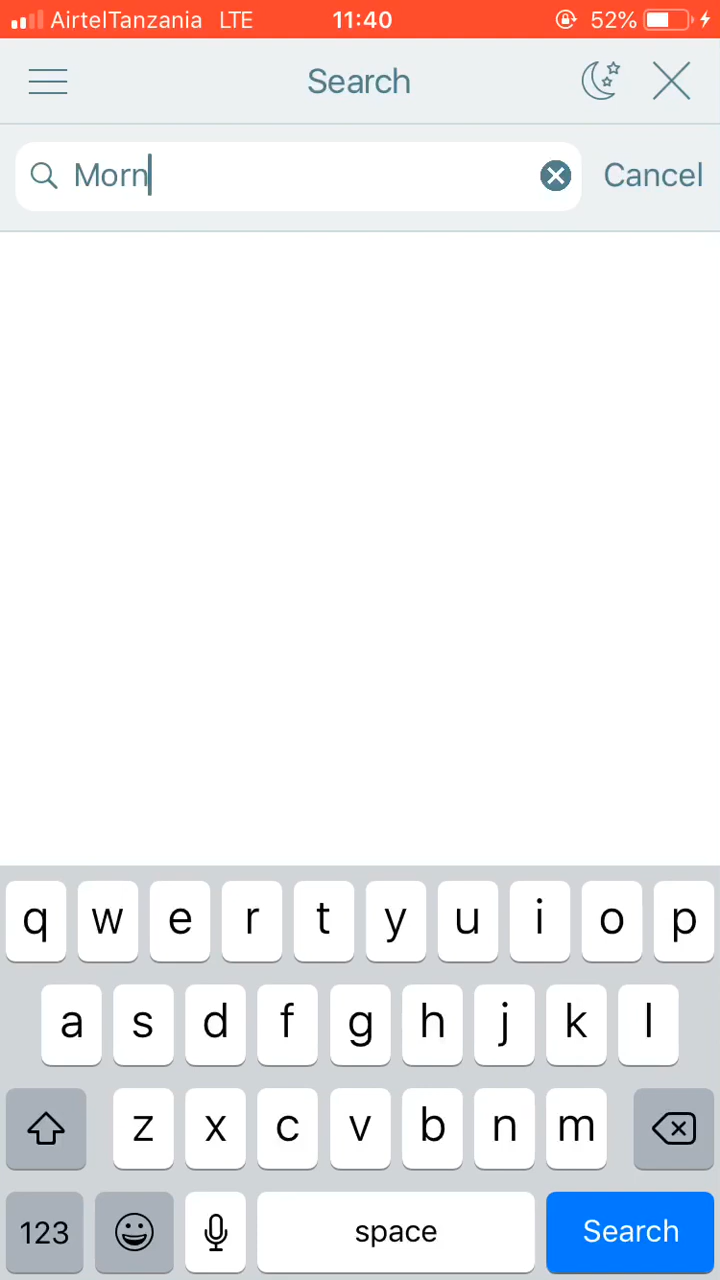 AirtelTanzania LTE 11:40 52%
Search
Morn Cancel
q w e r t y u i o p
a s d f g h j k l
z x c v b n m
123 space Search